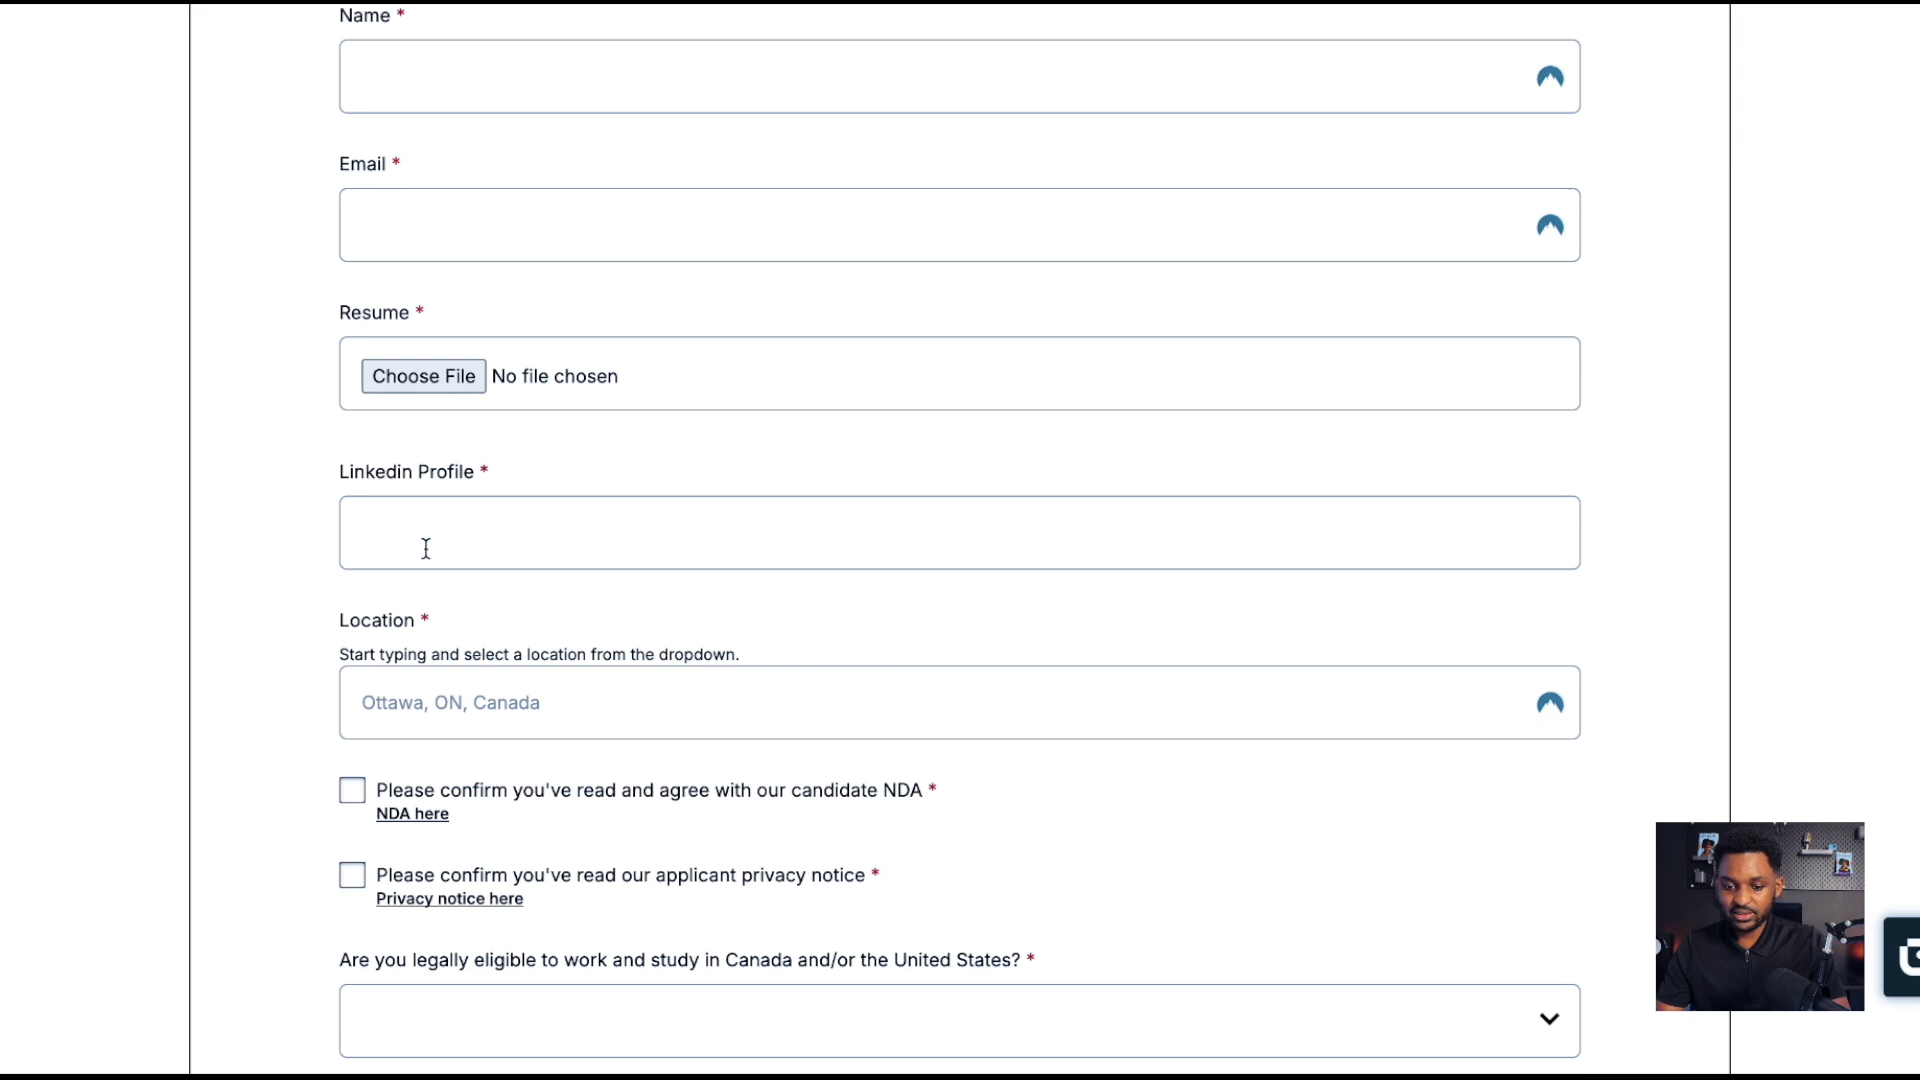 Name *
Email *
Resume *
Choose File No file chosen
Linkedin Profile *
Location *
Start typing and select a location from the dropdown.
Ottawa, ON, Canada
Please confirm you've read and agree with our candidate NDA *
NDA here
Please confirm you've read our applicant privacy notice *
Privacy notice here
Are you legally eligible to work and study in Canada and/or the United States? *